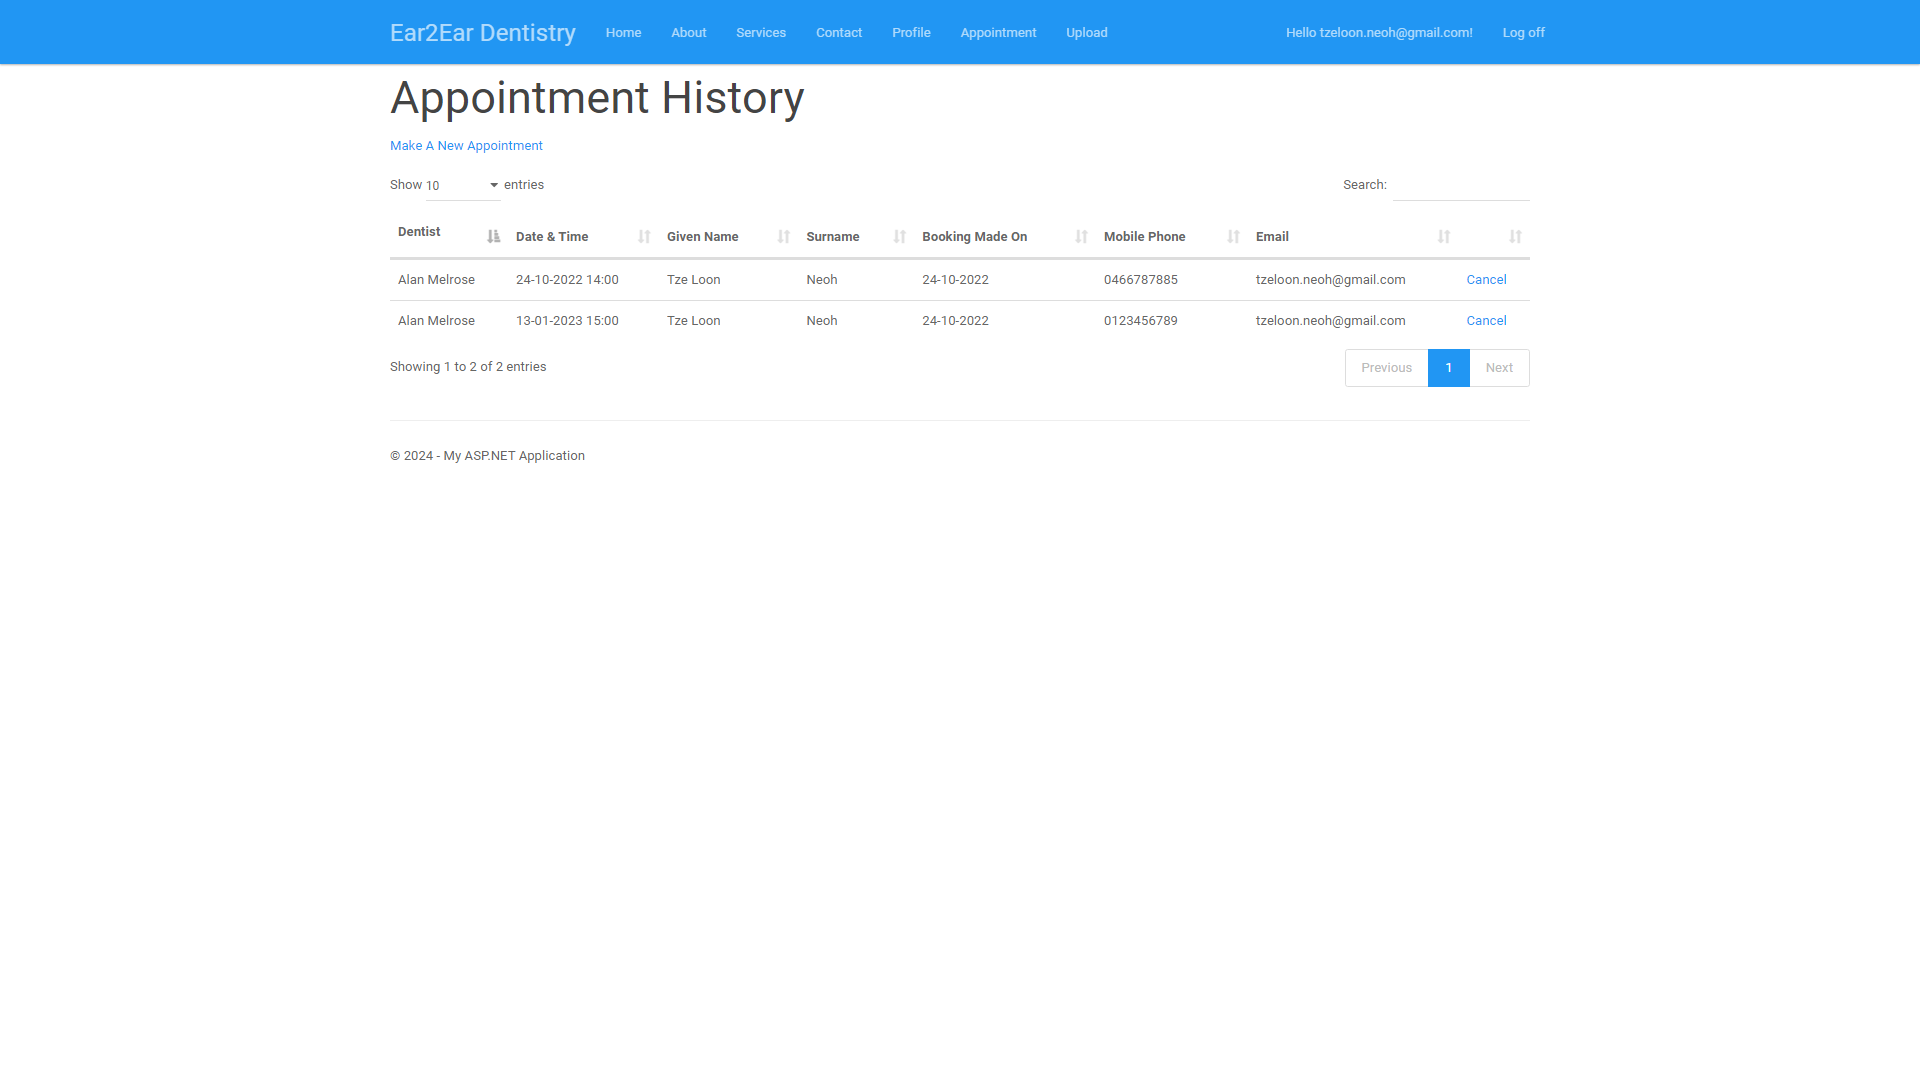 Ear2Ear Dentistry Home About Services Contact Profile Appointment Upload Hello tzeloon.neoh@gmail.com! Log off
Appointment History
Make A New Appointment
Show 10 entries Search:
Dentist Date & Time Given Name Surname Booking Made On Mobile Phone Email
Alan Melrose 24-10-2022 14:00 Tze Loon Neoh 24-10-2022 0466787885 tzeloon.neoh@gmail.com Cancel
Alan Melrose 13-01-2023 15:00 Tze Loon Neoh 24-10-2022 0123456789 tzeloon.neoh@gmail.com Cancel
Showing 1 to 2 of 2 entries Previous 1 Next
© 2024 - My ASP.NET Application